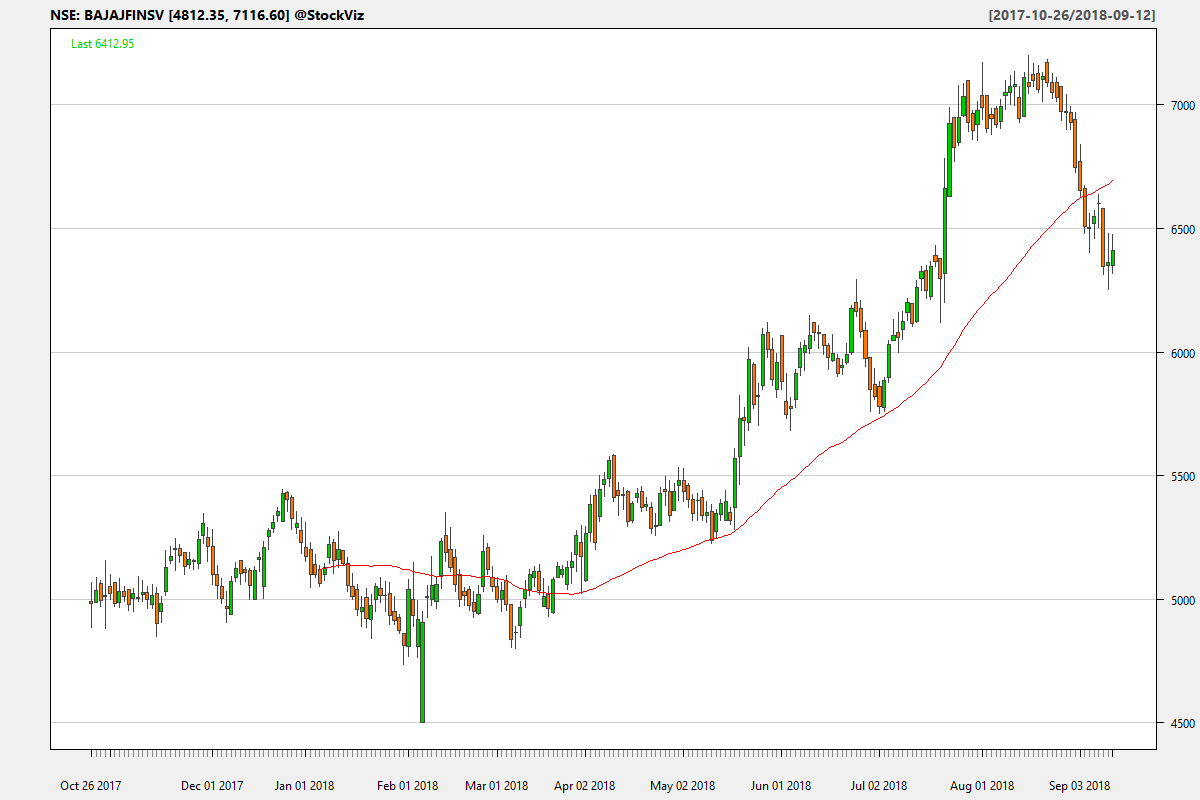 NSE: BAJAJFINSV [4812.35, 7116.60] @StockViz
[2017-10-26/2018-09-12]
Last 6412.95
7000
6500
6000
5500
5000
4500
Oct 26 2017
Dec 01 2017
Jan 01 2018
Feb 01 2018
Mar 01 2018
Apr 02 2018
May 02 2018
Jun 01 2018
Jul 02 2018
Aug 01 2018
Sep 03 2018